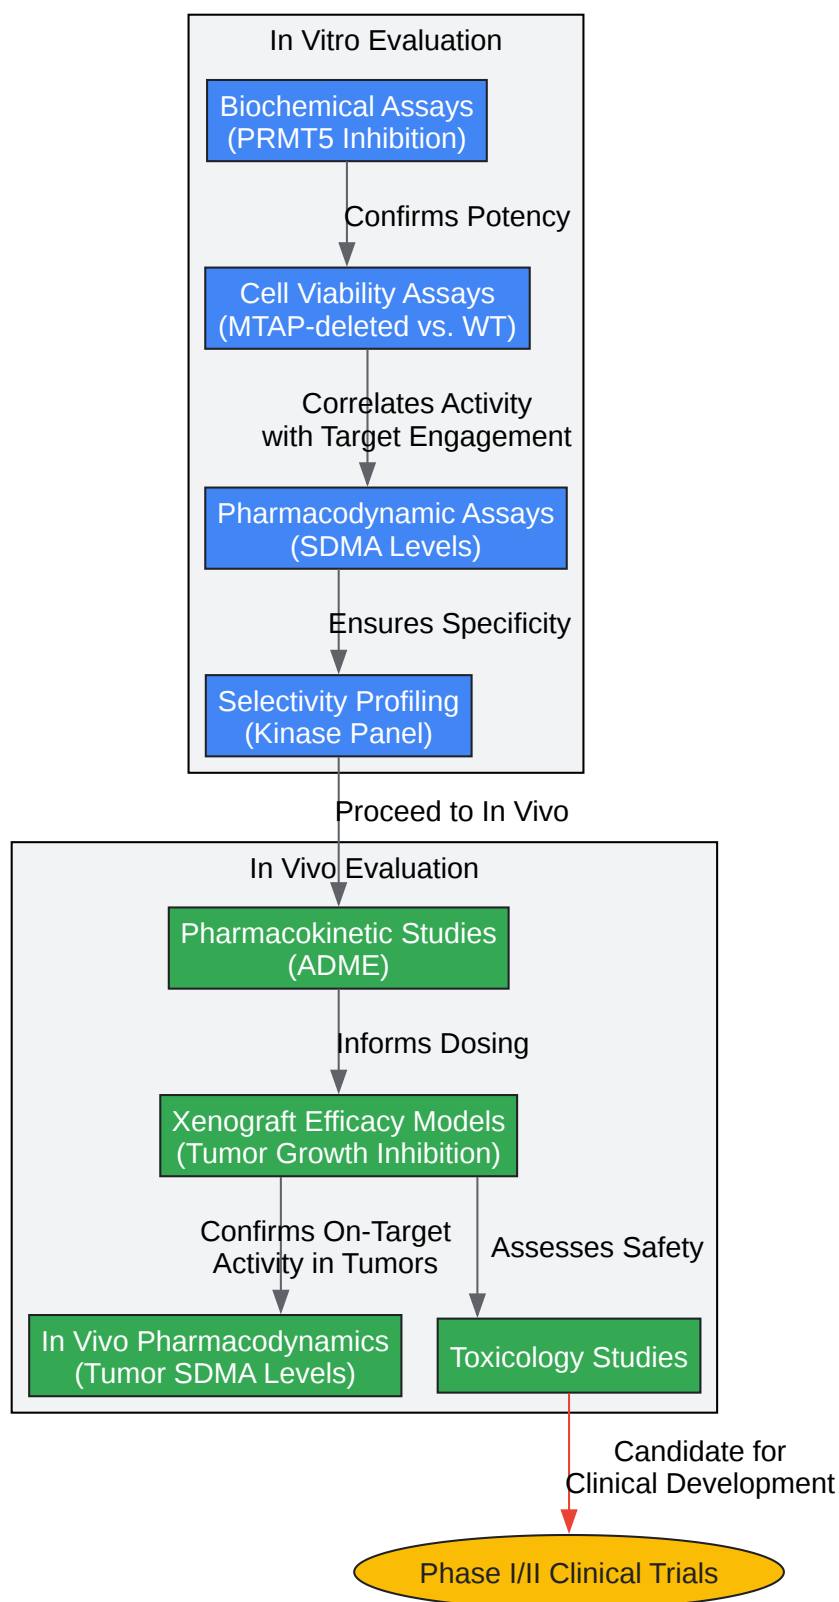 In Vitro Evaluation
Biochemical Assays
(PRMT5 Inhibition)
Confirms Potency
Cell Viability Assays
(MTAP-deleted vs. WT)
Correlates Activity
with Target Engagement
Pharmacodynamic Assays
(SDMA Levels)
Ensures Specificity
Selectivity Profiling
(Kinase Panel)
Proceed to In Vivo
In Vivo Evaluation
Pharmacokinetic Studies
(ADME)
Informs Dosing
Xenograft Efficacy Models
(Tumor Growth Inhibition)
Confirms On-Target
Activity in Tumors
Assesses Safety
In Vivo Pharmacodynamics
(Tumor SDMA Levels)
Toxicology Studies
Candidate for
Clinical Development
Phase I/II Clinical Trials